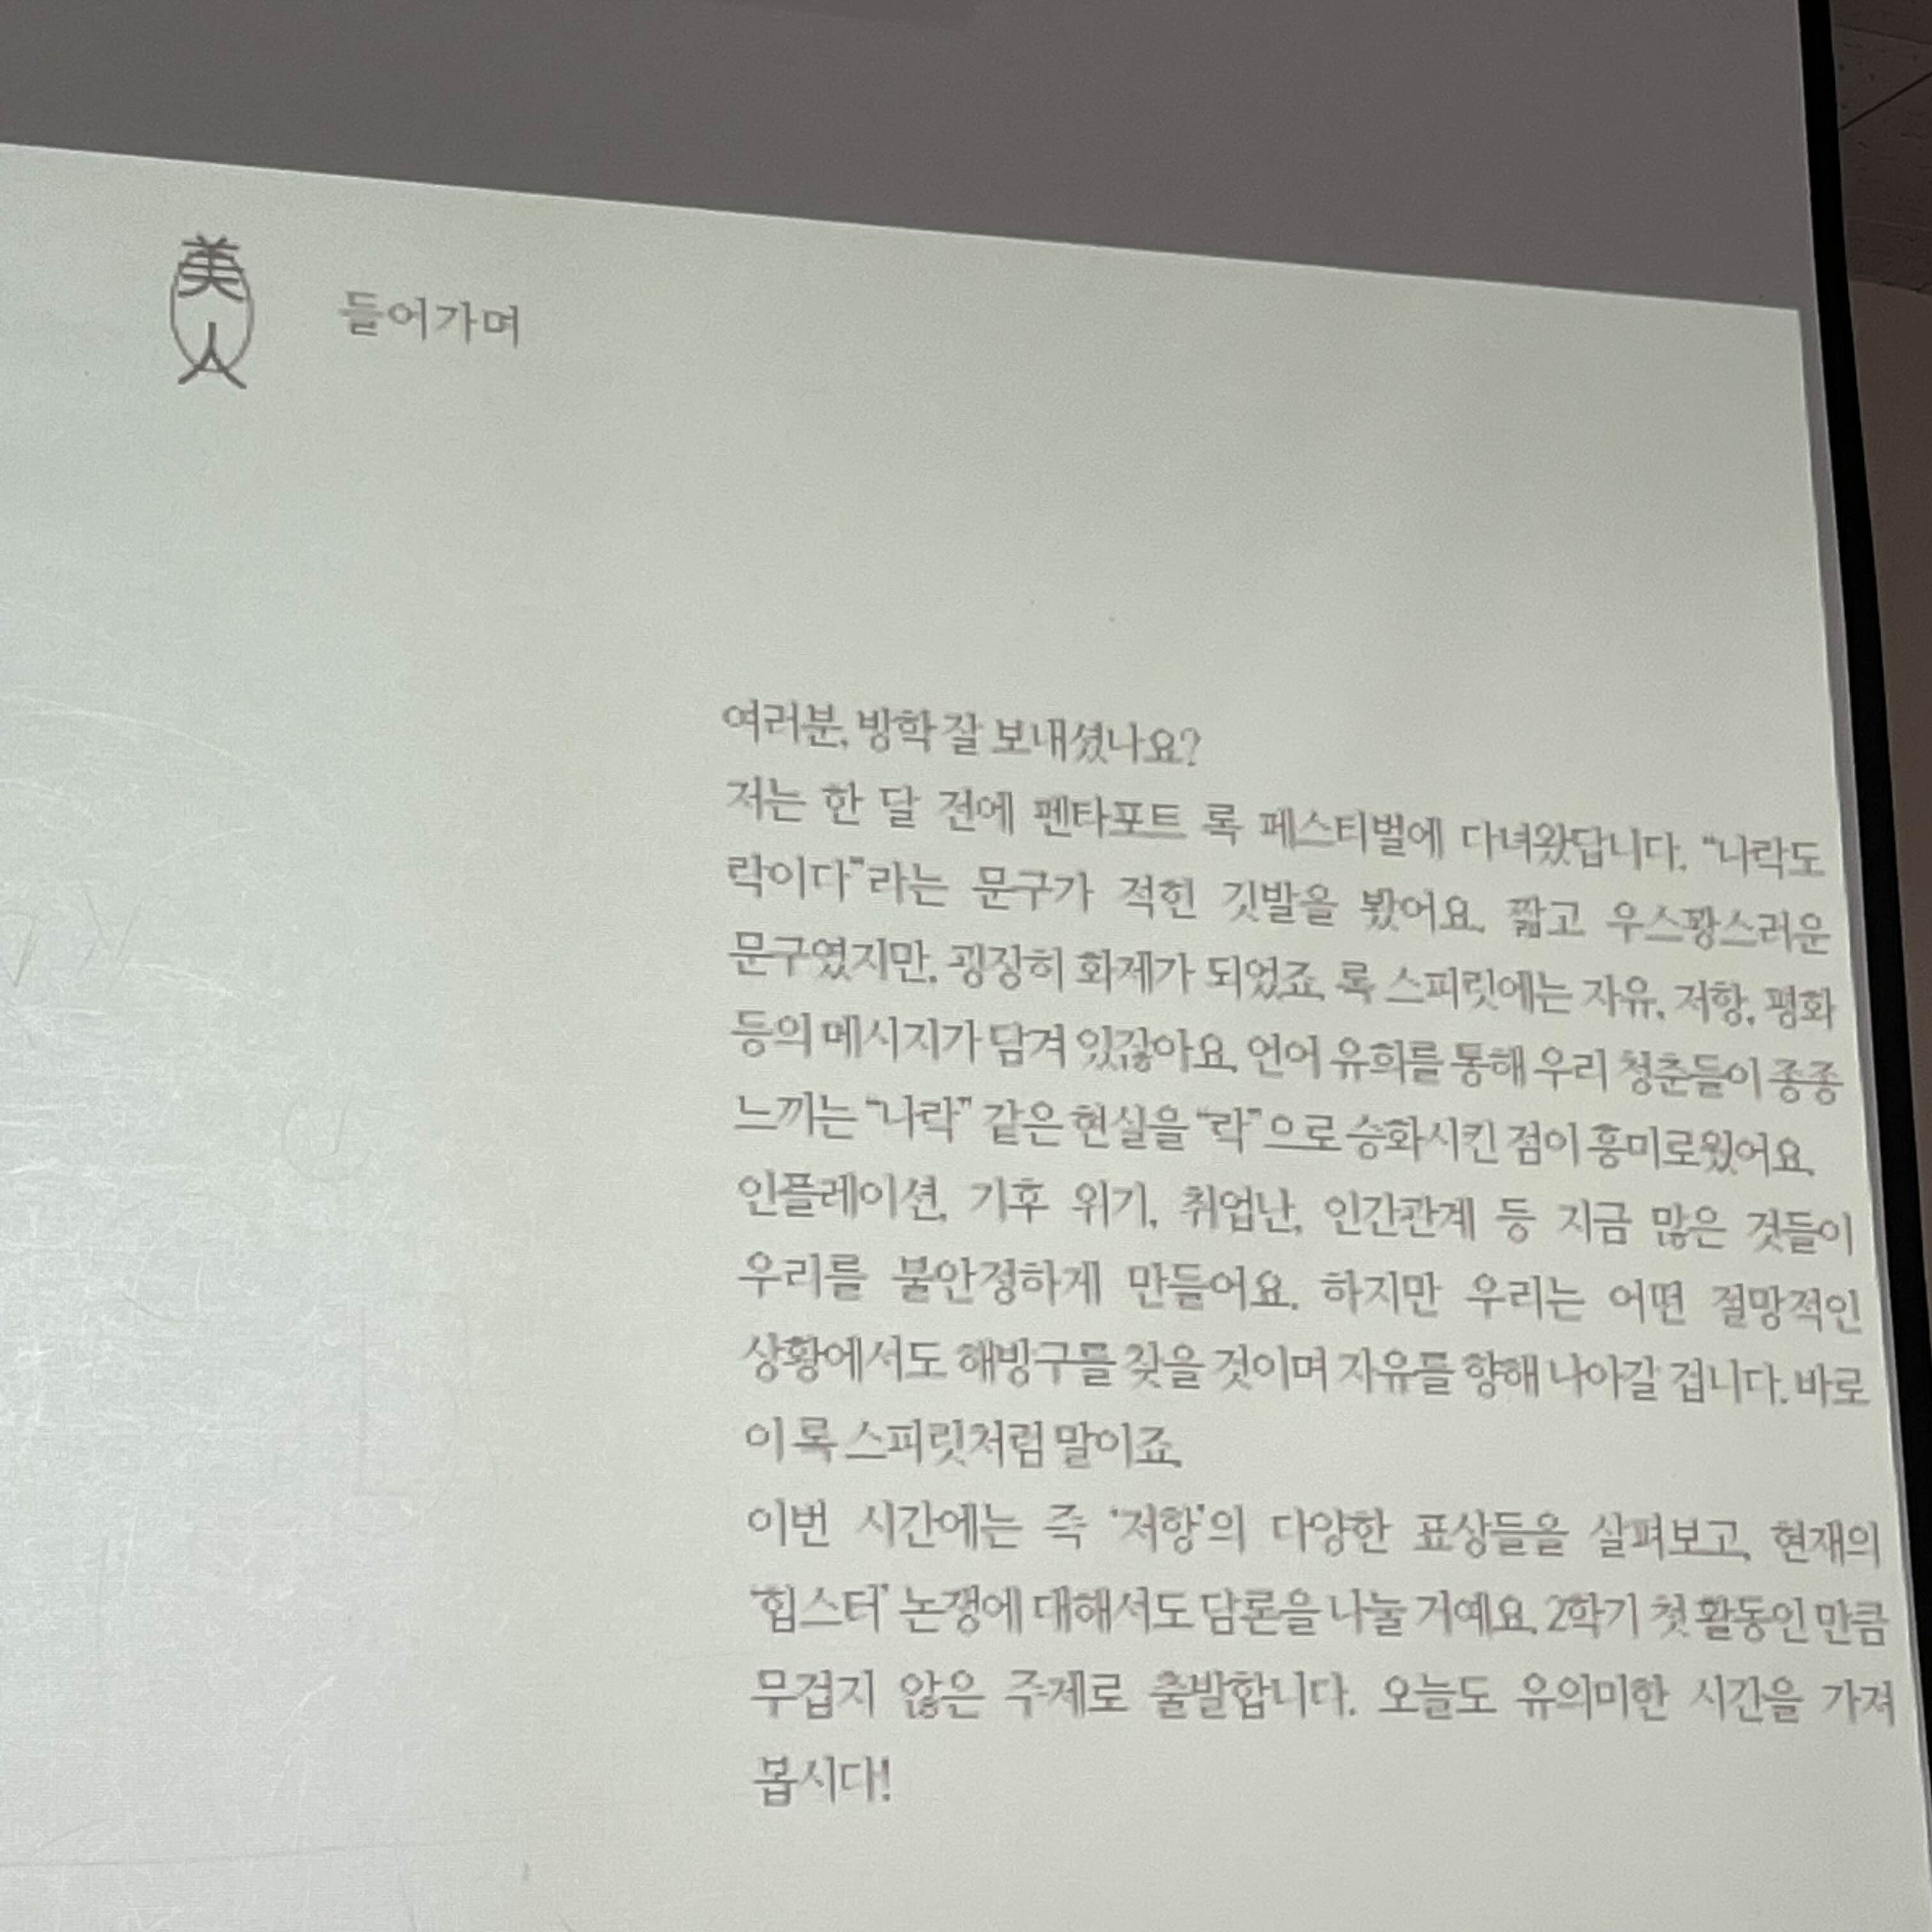 美
人
들어가며
여러분, 방학 잘 보내셨나요?
저는 한 달 전에 펜타포트 록 페스티벌에 다녀왔답니다. “나락도
락이다”라는 문구가 적힌 깃발을 봤어요. 짧고 우스꽝스러운
문구였지만, 굉장히 화제가 되었죠. 록 스피릿에는 자유, 저항, 평화
등의 메시지가 담겨 있잖아요. 언어 유희를 통해 우리 청춘들이 종종
느끼는 “나락” 같은 현실을 “락”으로 승화시킨 점이 흥미로웠어요.
인플레이션, 기후 위기, 취업난, 인간관계 등 지금 많은 것들이
우리를 불안정하게 만들어요. 하지만 우리는 어떤 절망적인
상황에서도 해방구를 찾을 것이며 자유를 향해 나아갈 겁니다. 바로
이 록 스피릿처럼 말이죠.
이번 시간에는 즉 ‘저항’의 다양한 표상들을 살펴보고, 현재의
‘힙스터’ 논쟁에 대해서도 담론을 나눌 거예요. 2학기 첫 활동인 만큼
무겁지 않은 주제로 출발합니다. 오늘도 유의미한 시간을 가져
봅시다!